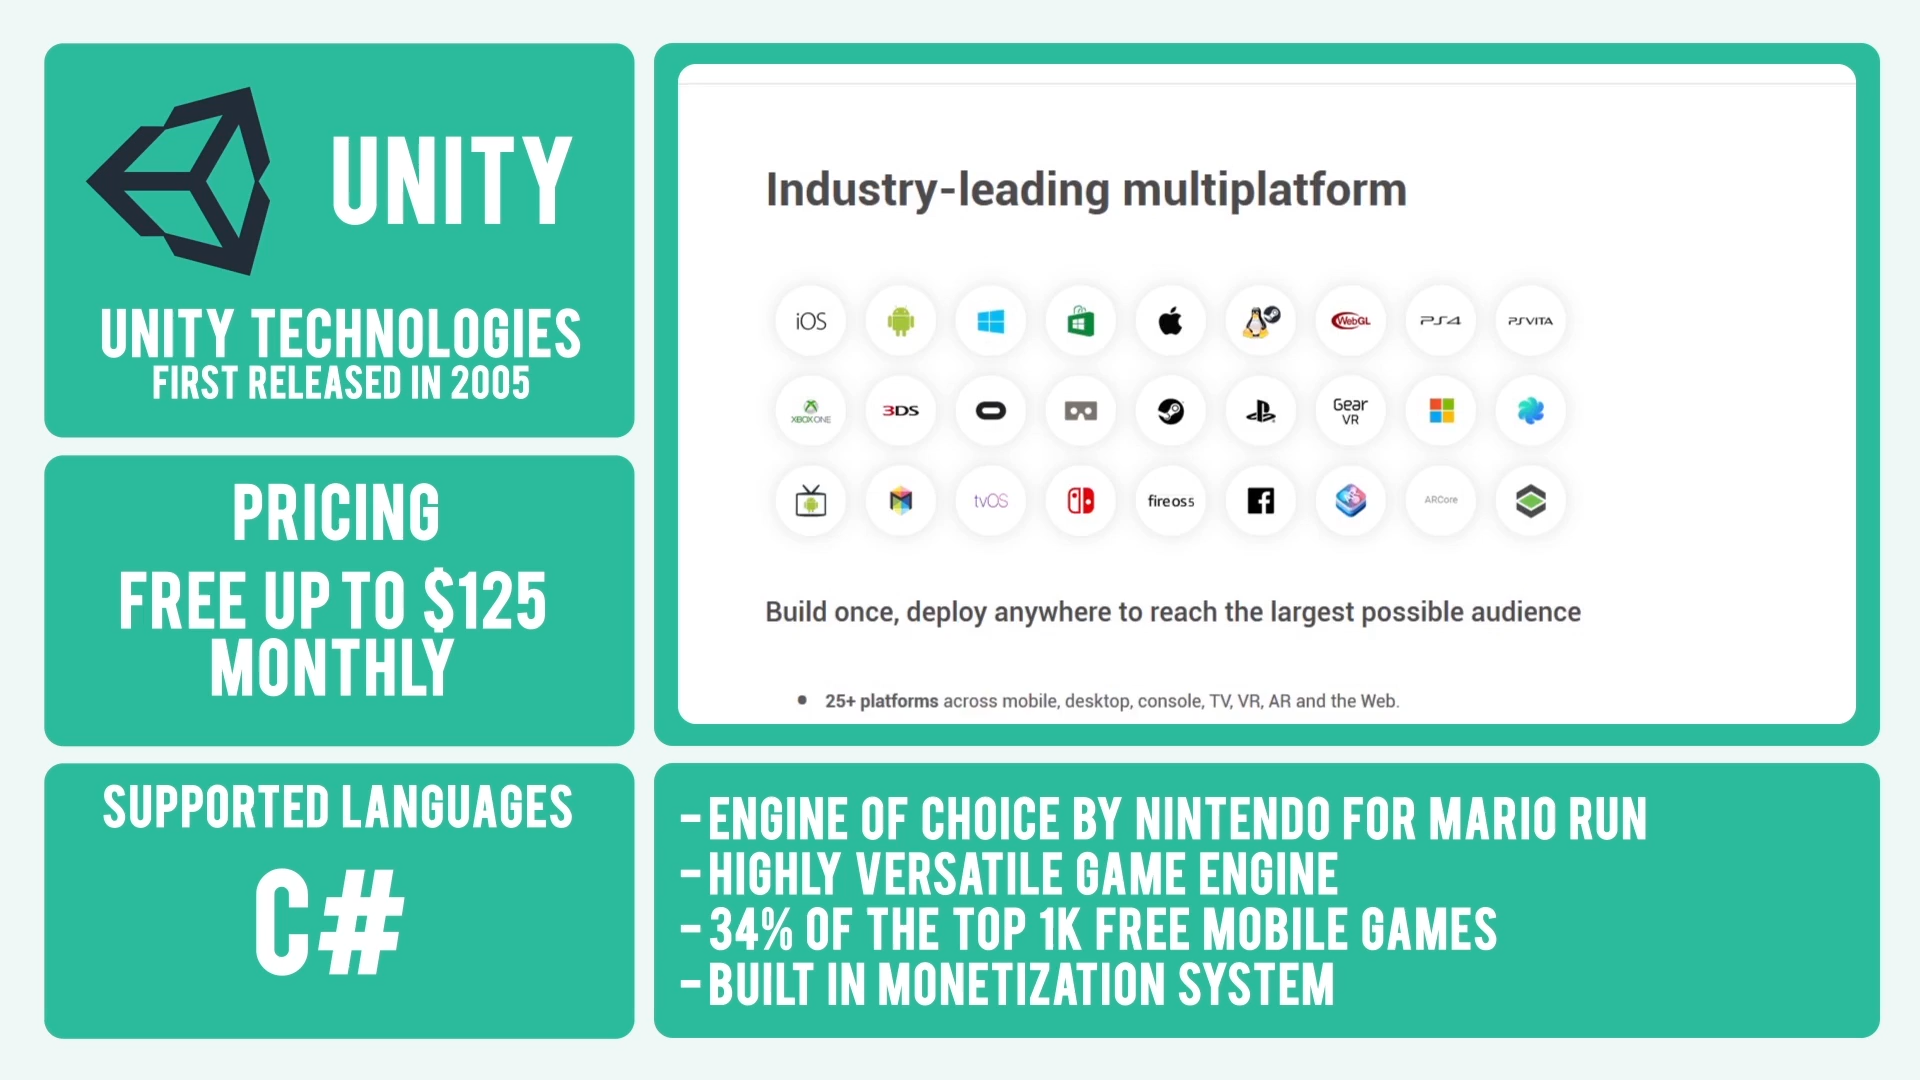 UNITY
UNITY TECHNOLOGIES
FIRST RELEASED IN 2005
PRICING
FREE UP TO $125
MONTHLY
SUPPORTED LANGUAGES
C#
Industry-leading multiplatform
iOS
WebGL
PS4
PSVITA
XBOX ONE
3DS
Gear
VR
tvOS
fireos5
ARCore
Build once, deploy anywhere to reach the largest possible audience
• 25+ platforms across mobile, desktop, console, TV, VR, AR and the Web.
-ENGINE OF CHOICE BY NINTENDO FOR MARIO RUN
-HIGHLY VERSATILE GAME ENGINE
-34% OF THE TOP 1K FREE MOBILE GAMES
-BUILT IN MONETIZATION SYSTEM